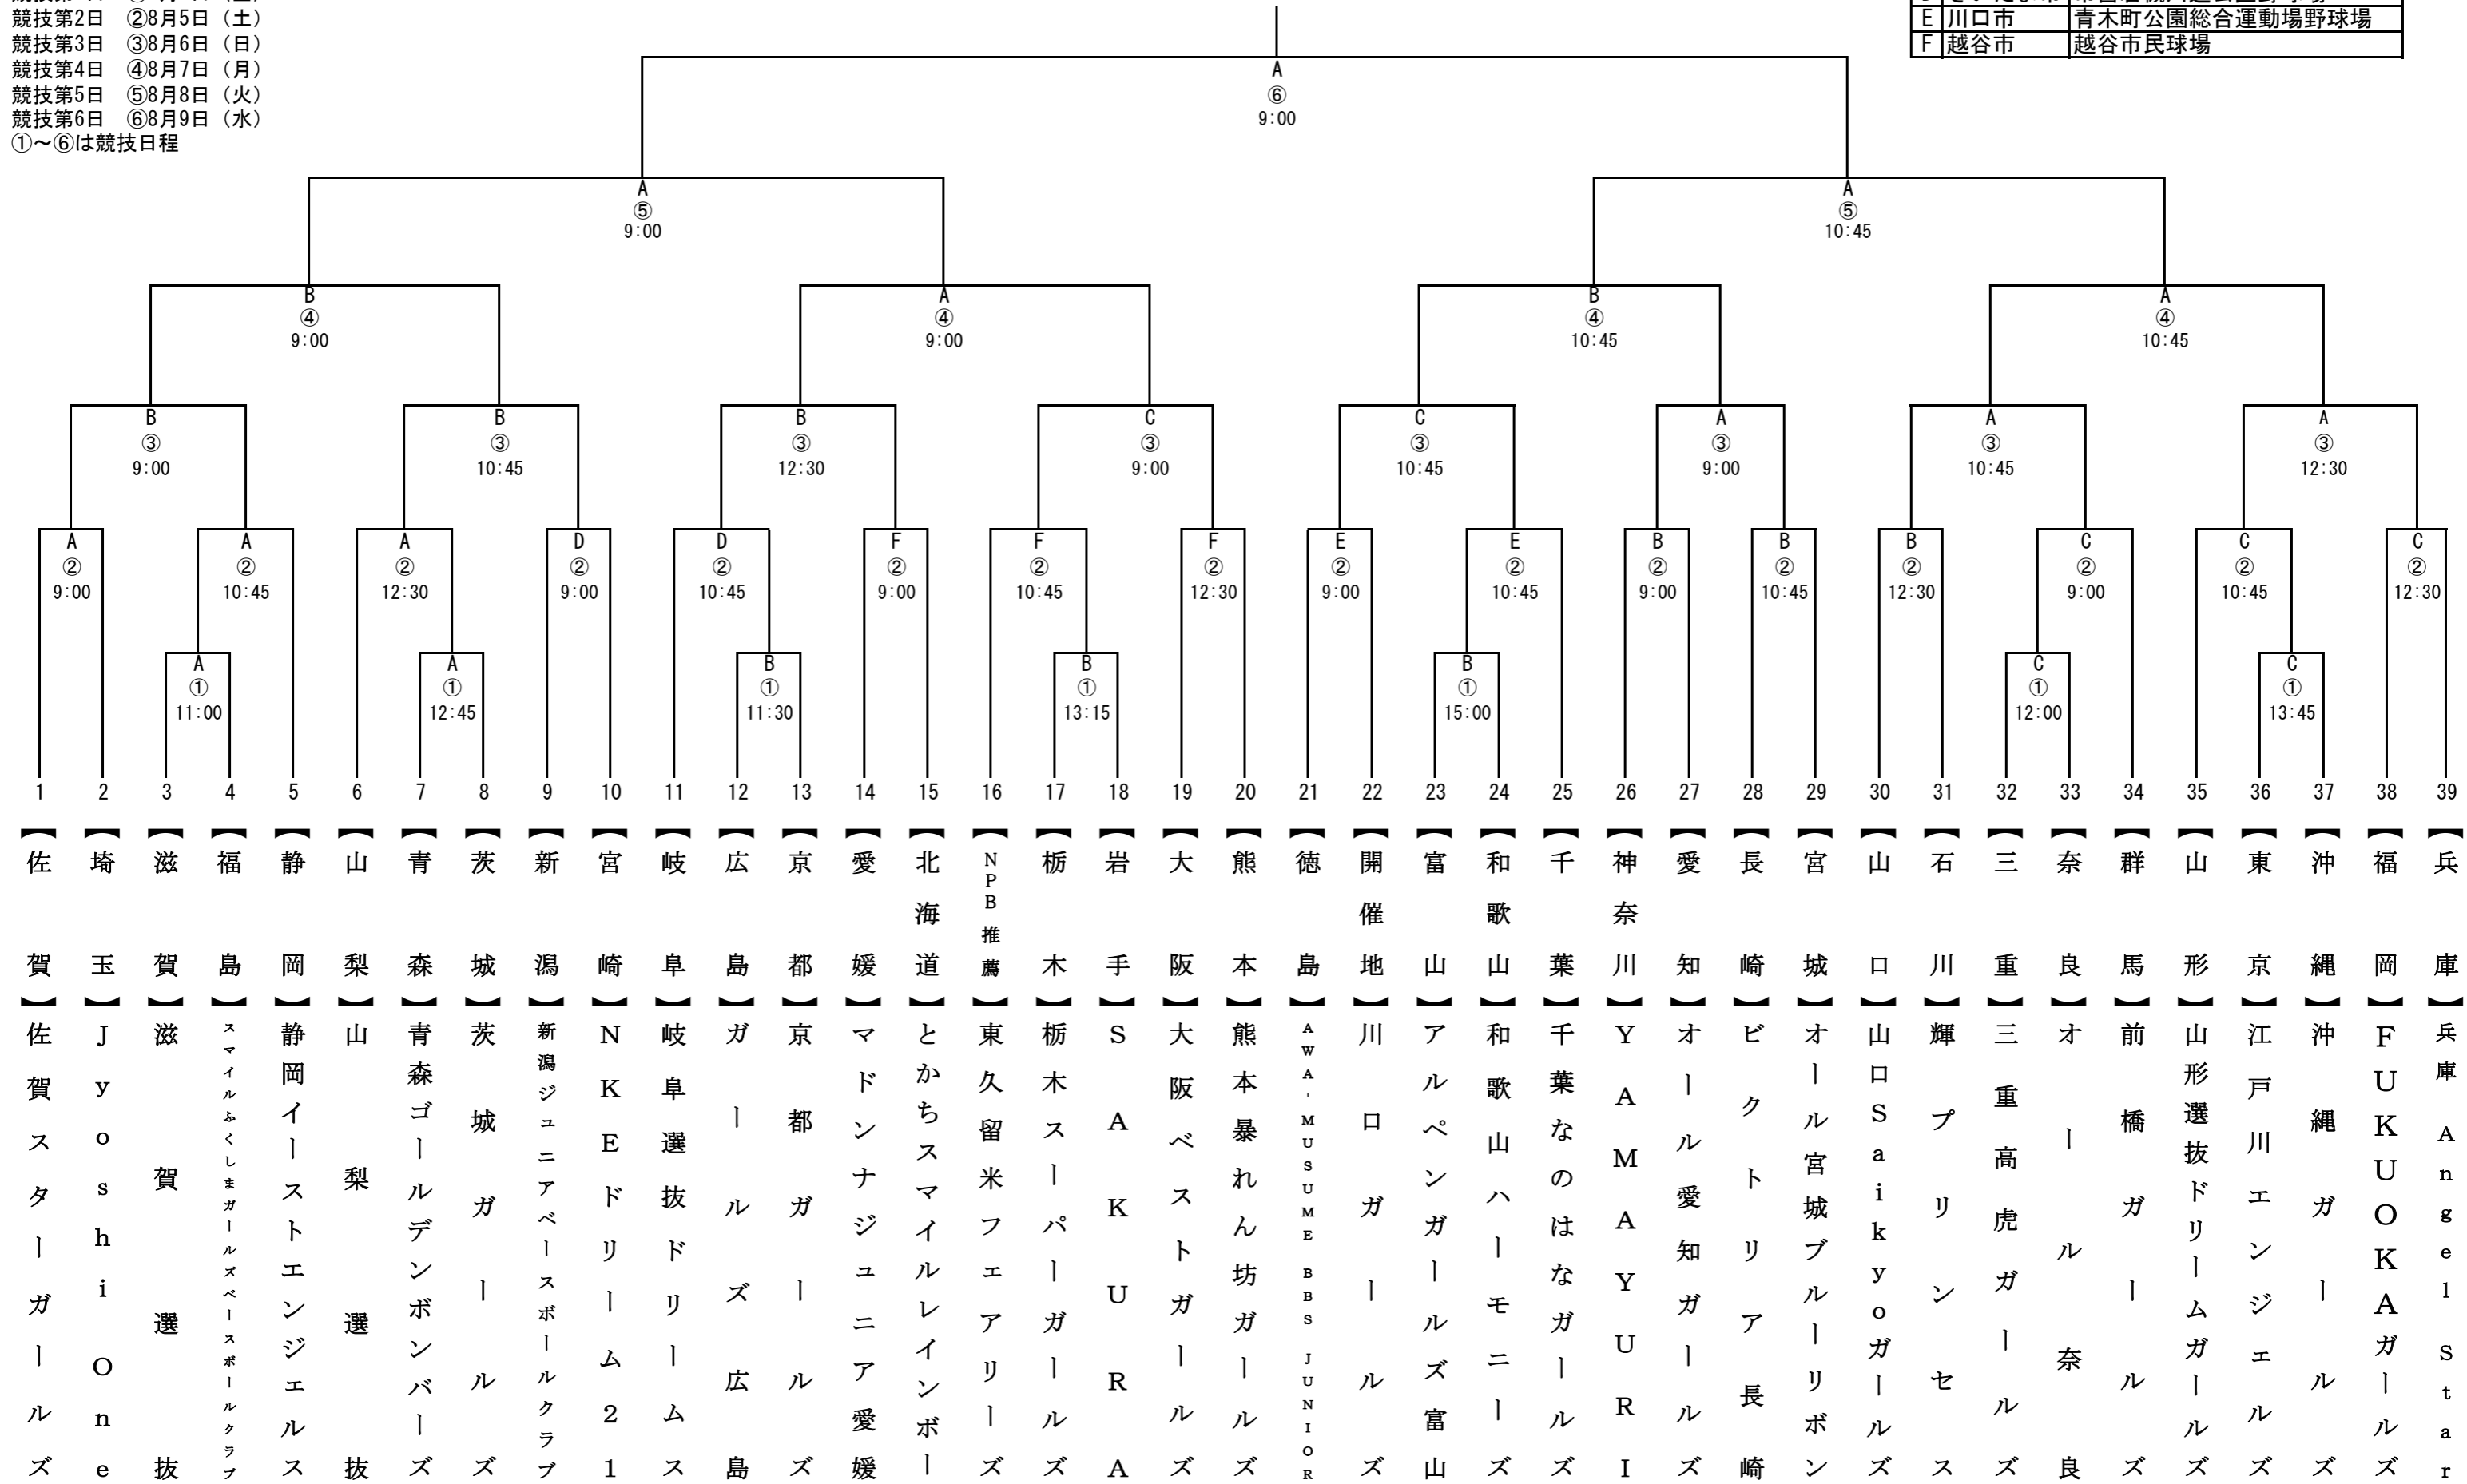 競技第2日 ②8月5日（土）
競技第3日 ③8月6日（日）
競技第4日 ④8月7日（月）
競技第5日 ⑤8月8日（火）
競技第6日 ⑥8月9日（水）
①～⑥は競技日程
E 川口市 青木町公園総合運動場野球場
F 越谷市 越谷市民球場
A
⑥
9:00
A A
⑤ ⑤
9:00 10:45
B A B A
④ ④ ④ ④
9:00 9:00 10:45 10:45
B B B C C A A A
③ ③ ③ ③ ③ ③ ③ ③
9:00 10:45 12:30 9:00 10:45 9:00 10:45 12:30
A A A D D F F F E E B B B C C C
② ② ② ② ② ② ② ② ② ② ② ② ② ② ② ②
9:00 10:45 12:30 9:00 10:45 9:00 10:45 12:30 9:00 10:45 9:00 10:45 12:30 9:00 10:45 12:30
A A B B B C C
① ① ① ① ① ① ①
11:00 12:45 11:30 13:15 15:00 12:00 13:45
1 2 3 4 5 6 7 8 9 10 11 12 13 14 15 16 17 18 19 20 21 22 23 24 25 26 27 28 29 30 31 32 33 34 35 36 37 38 39
【佐賀】佐賀スターガールズ
【埼玉】Jyoshi One
【滋賀】滋賀選抜
【福島】スマイルふくしまガールズベースボールクラブ
【静岡】静岡イーストエンジェルス
【山梨】山梨選抜
【青森】青森ゴールデンボンバーズ
【茨城】茨城ガールズ
【新潟】新潟ジュニアベースボールクラブ
【宮崎】NKEドリーム21
【岐阜】岐阜選抜ドリームス
【広島】ガールズ広島
【京都】京都ガールズ
【愛媛】マドンナジュニア愛媛
【北海道】とかちスマイルレインボー
【NPB推薦】東久留米フェアリーズ
【栃木】栃木スーパーガールズ
【岩手】SAKURA
【大阪】大阪ベストガールズ
【熊本】熊本暴れん坊ガールズ
【徳島】AWA-MUSUME BBS JUNIOR
【開催地】川口ガールズ
【富山】アルペンガールズ富山
【和歌山】和歌山ハーモニーズ
【千葉】千葉なのはなガールズ
【神奈川】YAMAYURI
【愛知】オール愛知ガールズ
【長崎】ビクトリア長崎
【宮城】オール宮城ブルーリボン
【山口】山口Saikyoガールズ
【石川】輝プリンセス
【三重】三重高虎ガールズ
【奈良】オール奈良
【群馬】前橋ガールズ
【山形】山形選抜ドリームガールズ
【東京】江戸川エンジェルズ
【沖縄】沖縄ガールズ
【福岡】FUKUOKAガールズ
【兵庫】兵庫 Angel Star